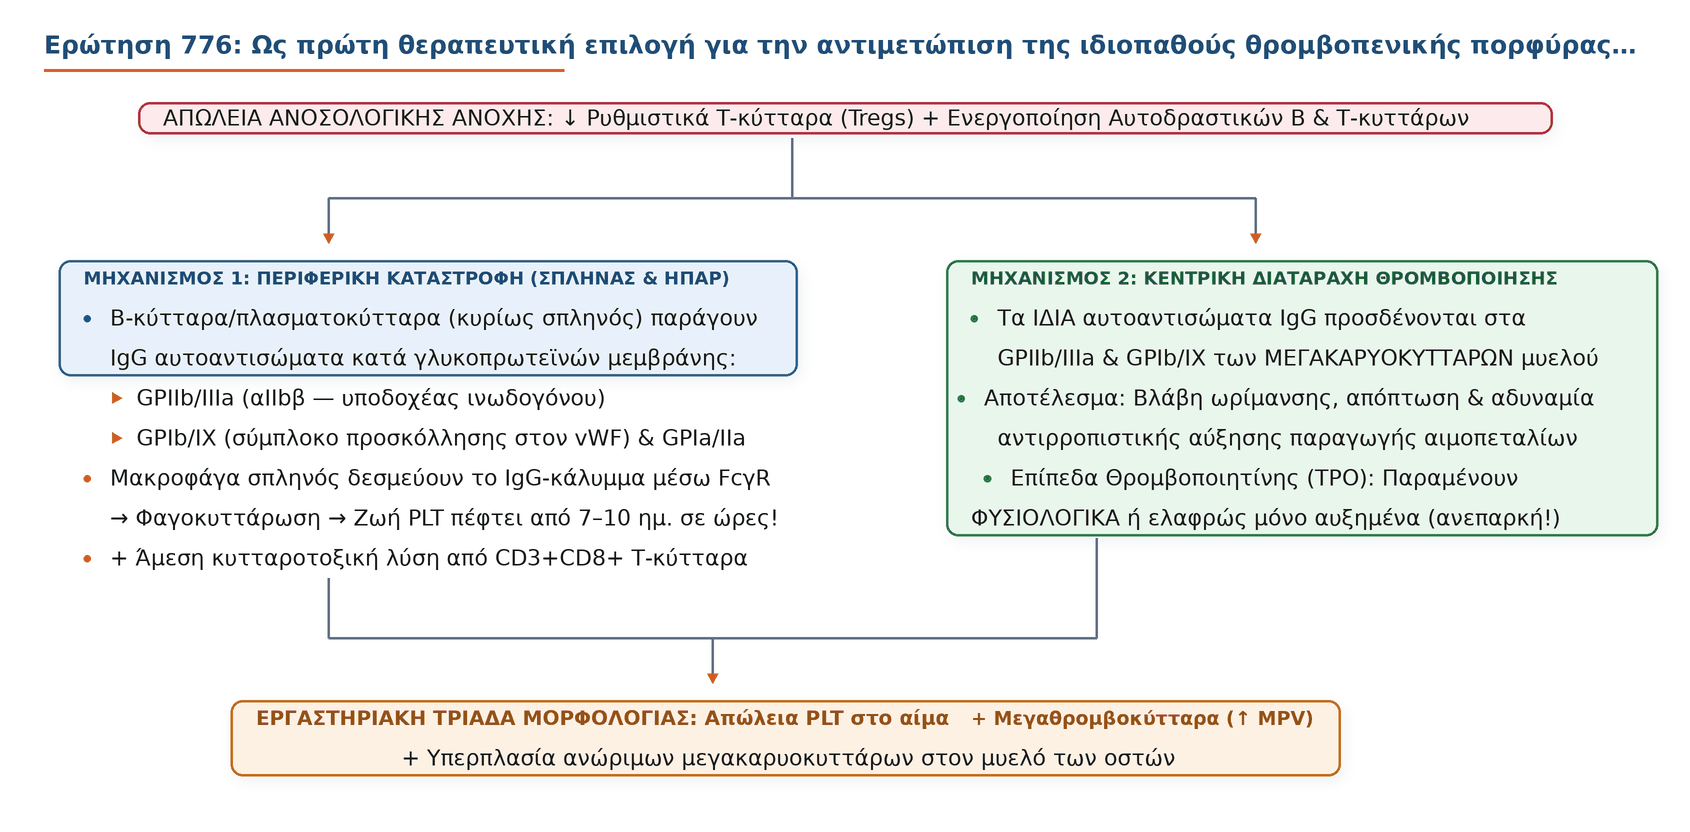 Ερώτηση 776: Ως πρώτη θεραπευτική επιλογή για την αντιμετώπιση της ιδιοπαθούς θρομβοπενικής πορφύρας...
ΑΠΩΛΕΙΑ ΑΝΟΣΟΛΟΓΙΚΗΣ ΑΝΟΧΗΣ: ↓ Ρυθμιστικά Τ-κύτταρα (Tregs) + Ενεργοποίηση Αυτοδραστικών Β & Τ-κυττάρων
ΜΗΧΑΝΙΣΜΟΣ 1: ΠΕΡΙΦΕΡΙΚΗ ΚΑΤΑΣΤΡΟΦΗ (ΣΠΛΗΝΑΣ & ΗΠΑΡ)
• Β-κύτταρα/πλασματοκύτταρα (κυρίως σπληνός) παράγουν
IgG αυτοαντισώματα κατά γλυκοπρωτεϊνών μεμβράνης:
▶ GPIIb/IIIa (αIIbβ — υποδοχέας ινωδογόνου)
▶ GPIb/IX (σύμπλοκο προσκόλλησης στον vWF) & GPIa/IIa
• Μακροφάγα σπληνός δεσμεύουν το IgG-κάλυμμα μέσω FcγR
→ Φαγοκυττάρωση → Ζωή PLT πέφτει από 7–10 ημ. σε ώρες!
• + Άμεση κυτταροτοξική λύση από CD3+CD8+ Τ-κύτταρα
ΜΗΧΑΝΙΣΜΟΣ 2: ΚΕΝΤΡΙΚΗ ΔΙΑΤΑΡΑΧΗ ΘΡΟΜΒΟΠΟΙΗΣΗΣ
• Τα ΙΔΙΑ αυτοαντισώματα IgG προσδένονται στα
GPIIb/IIIa & GPIb/IX των ΜΕΓΑΚΑΡΥΟΚΥΤΤΑΡΩΝ μυελού
• Αποτέλεσμα: Βλάβη ωρίμανσης, απόπτωση & αδυναμία
αντιρροπιστικής αύξησης παραγωγής αιμοπεταλίων
• Επίπεδα Θρομβοποιητίνης (TPO): Παραμένουν
ΦΥΣΙΟΛΟΓΙΚΑ ή ελαφρώς μόνο αυξημένα (ανεπαρκή!)
ΕΡΓΑΣΤΗΡΙΑΚΗ ΤΡΙΑΔΑ ΜΟΡΦΟΛΟΓΙΑΣ: Απώλεια PLT στο αίμα + Μεγαθρομβοκύτταρα (↑ MPV)
+ Υπερπλασία ανώριμων μεγακαρυοκυττάρων στον μυελό των οστών